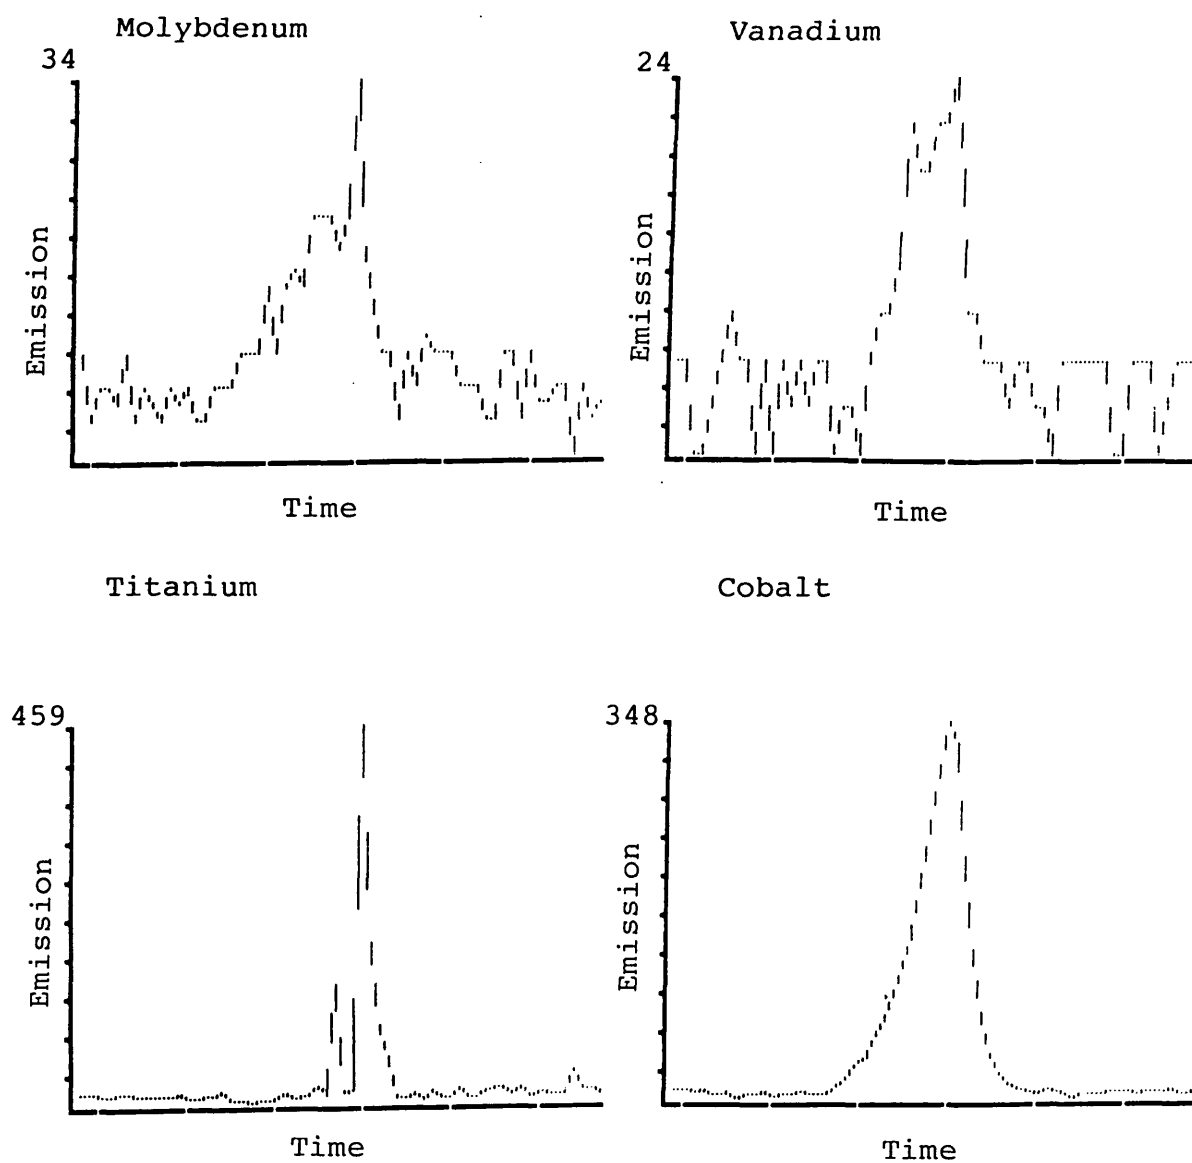 Molybdenum
34
Emission
Time
Vanadium
24
Emission
Time
Titanium
459
Emission
Time
Cobalt
348
Emission
Time